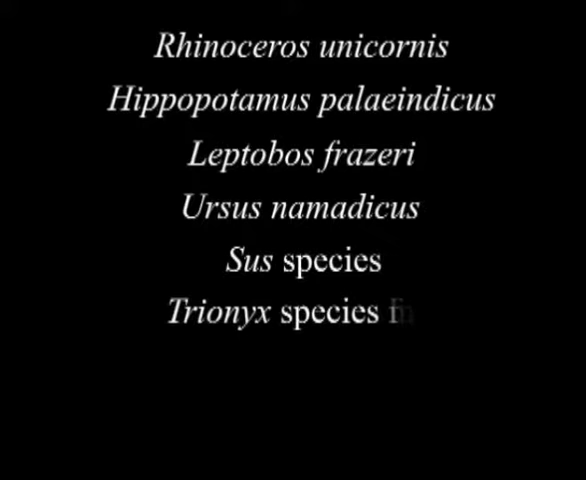 Rhinoceros unicornis
Hippopotamus palaeindicus
Leptobos frazeri
Ursus namadicus
Sus species
Trionyx species